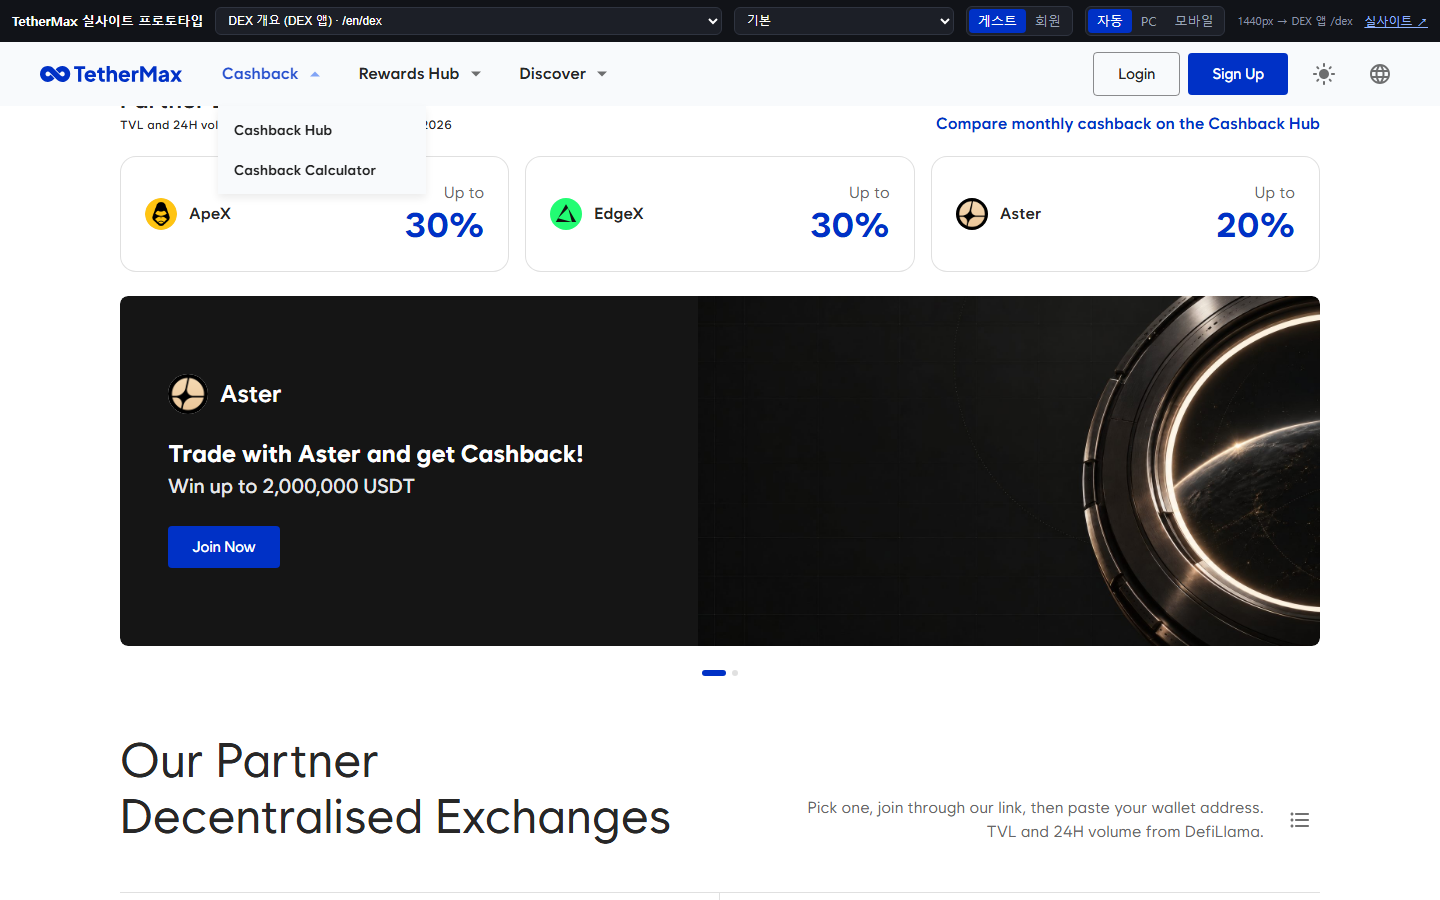 TetherMax 실사이트 프로토타입
DEX 개요 (DEX 앱) · /en/dex
기본
게스트 회원
자동 PC 모바일
1440px → DEX 앱 /dex
실사이트 ↗
TetherMax
Cashback
Rewards Hub
Discover
Login
Sign Up
Cashback Hub
Cashback Calculator
TVL and 24H
2026
Compare monthly cashback on the Cashback Hub
ApeX
Up to
30%
EdgeX
Up to
30%
Aster
Up to
20%
Aster
Trade with Aster and get Cashback!
Win up to 2,000,000 USDT
Join Now
Our Partner
Decentralised Exchanges
Pick one, join through our link, then paste your wallet address.
TVL and 24H volume from DefiLlama.